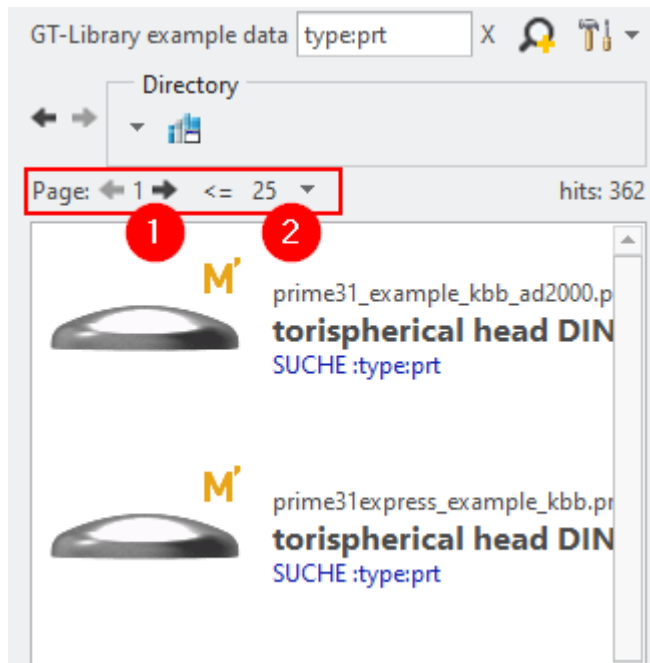 GT-Library example data type:prt X
Directory
Page: 1 <= 25 hits: 362
1 2
M'
prime31_example_kbb_ad2000.p
torispherical head DIN
SUCHE :type:prt
M'
prime31express_example_kbb.pr
torispherical head DIN
SUCHE :type:prt